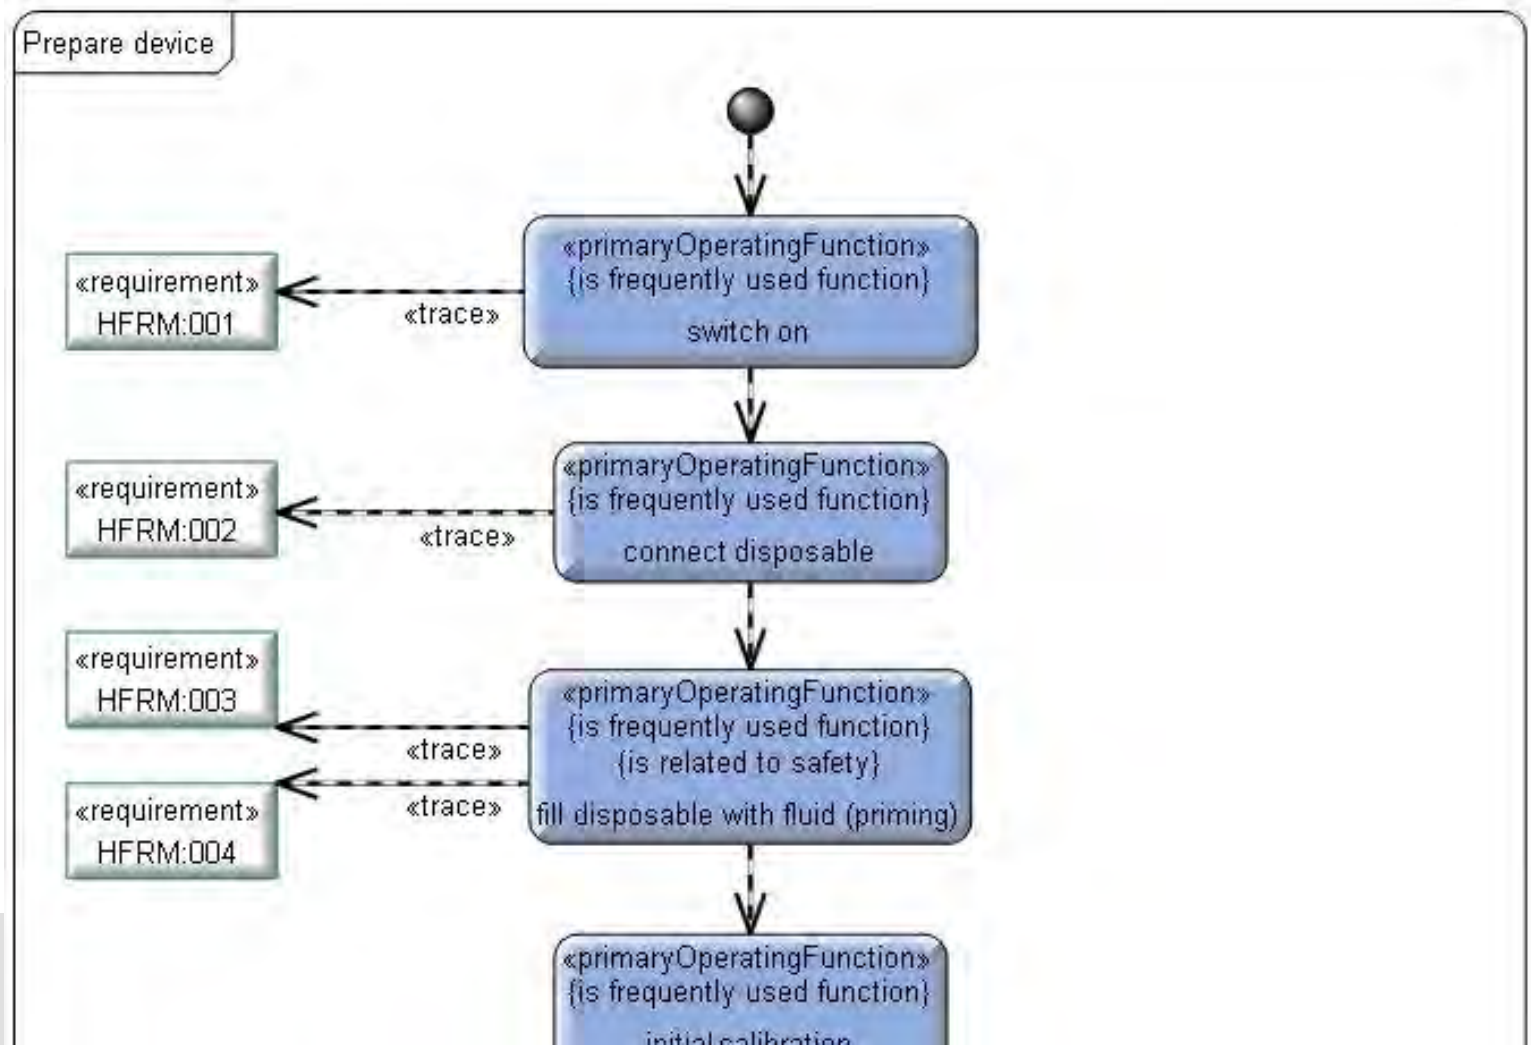 Prepare device
«primaryOperatingFunction»
{is frequently used function}
switch on
«requirement»
HFRM:001
«trace»
«primaryOperatingFunction»
{is frequently used function}
connect disposable
«requirement»
HFRM:002
«trace»
«primaryOperatingFunction»
{is frequently used function}
{is related to safety}
fill disposable with fluid (priming)
«requirement»
HFRM:003
«trace»
«trace»
«requirement»
HFRM:004
«primaryOperatingFunction»
{is frequently used function}
initial calibration